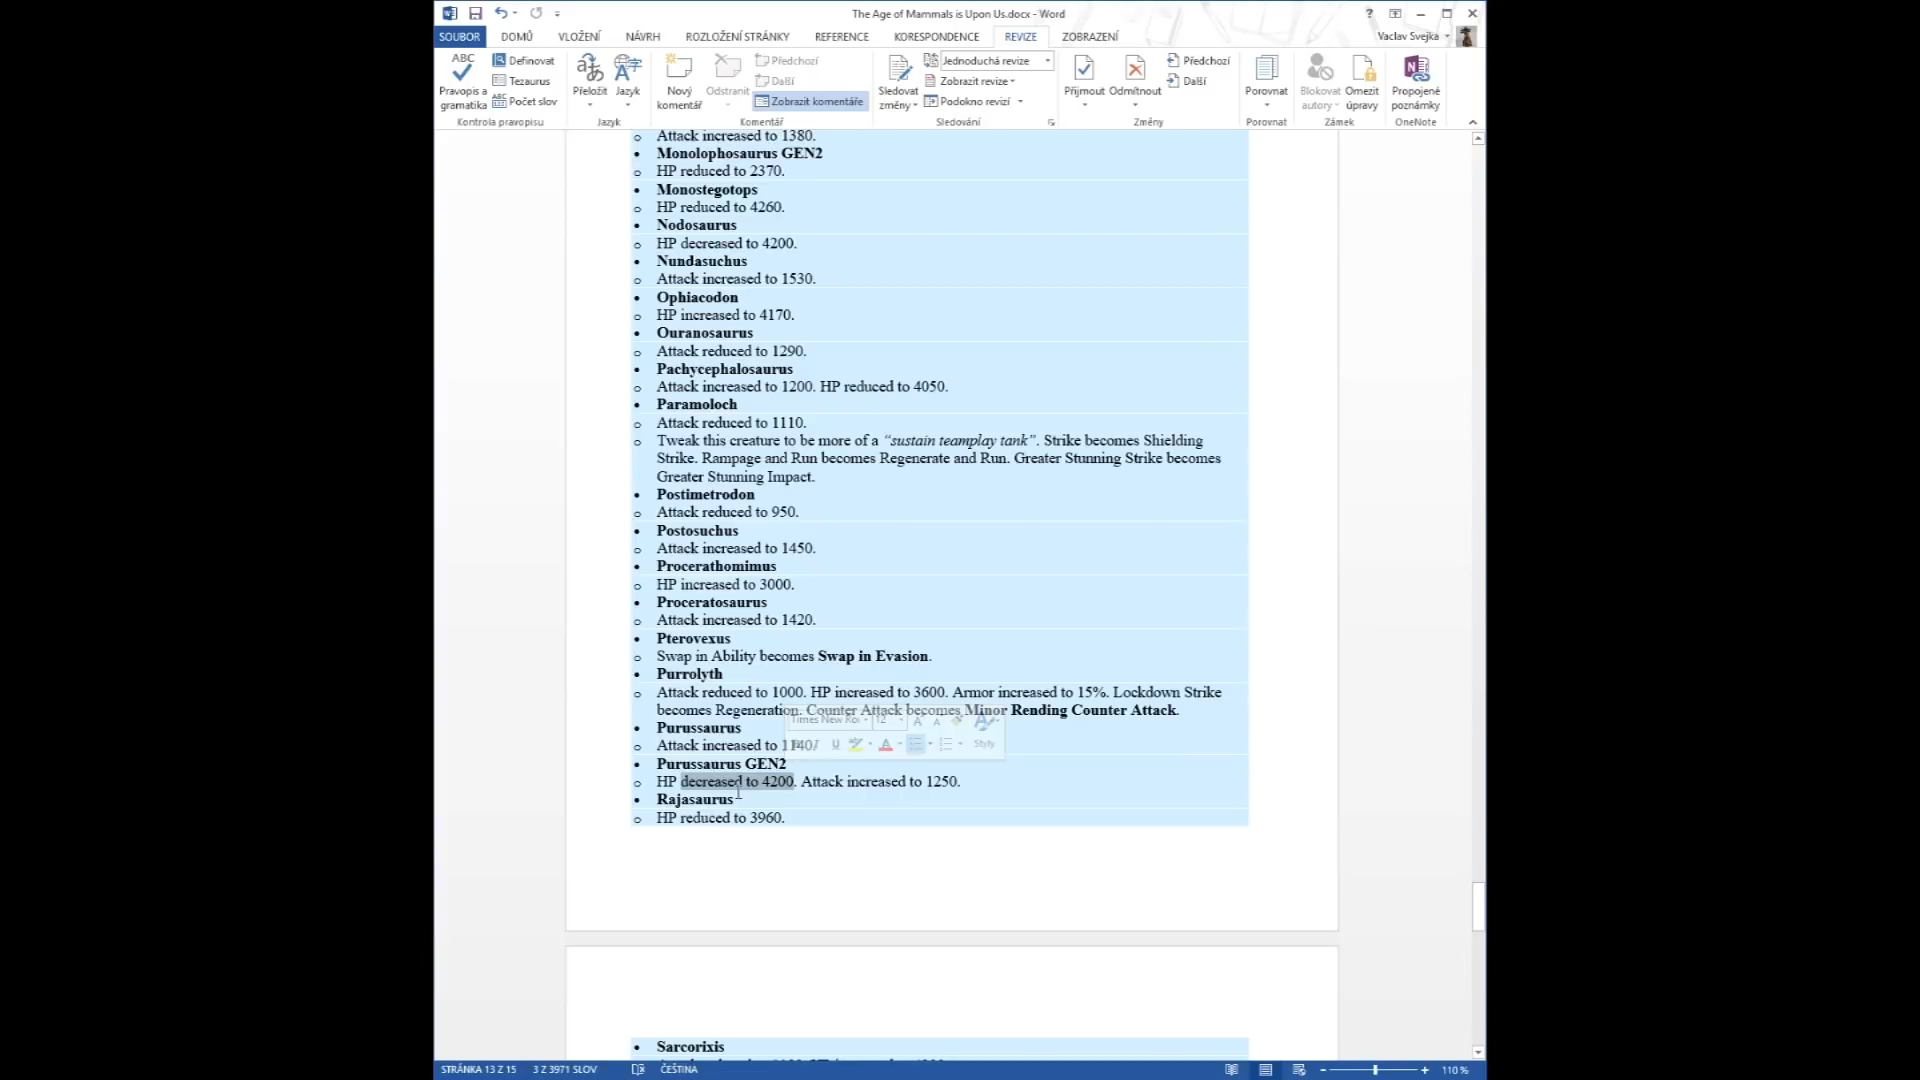 The Age of Mammals is Upon Us.docx - Word
SOUBOR DOMŮ VLOŽENÍ NÁVRH ROZLOŽENÍ STRÁNKY REFERENCE KORESPONDENCE REVIZE ZOBRAZENÍ Vaclav Svejka
ABC Pravopis a gramatika
Definovat
Tezaurus
Počet slov
Kontrola pravopisu
Přeložit Jazyk
Jazyk
Nový komentář
Odstranit
Předchozí
Další
Zobrazit komentáře
Komentář
Sledovat změny
Jednoduchá revize
Zobrazit revize
Podokno revizí
Sledování
Přijmout Odmítnout
Předchozí
Další
Změny
Porovnat
Porovnat
Blokovat autory
Omezit úpravy
Zámek
Propojené poznámky
OneNote
Attack increased to 1380.
Monolophosaurus GEN2
HP reduced to 2370.
Monostegotops
HP reduced to 4260.
Nodosaurus
HP decreased to 4200.
Nundasuchus
Attack increased to 1530.
Ophiacodon
HP increased to 4170.
Ouranosaurus
Attack reduced to 1290.
Pachycephalosaurus
Attack increased to 1200. HP reduced to 4050.
Paramoloch
Attack reduced to 1110.
Tweak this creature to be more of a “sustain teamplay tank”. Strike becomes Shielding
Strike. Rampage and Run becomes Regenerate and Run. Greater Stunning Strike becomes
Greater Stunning Impact.
Postimetrodon
Attack reduced to 950.
Postosuchus
Attack increased to 1450.
Procerathomimus
HP increased to 3000.
Proceratosaurus
Attack increased to 1420.
Pterovexus
Swap in Ability becomes Swap in Evasion.
Purrolyth
Attack reduced to 1000. HP increased to 3600. Armor increased to 15%. Lockdown Strike
becomes Regeneration. Counter Attack becomes Minor Rending Counter Attack.
Times New Ro 12
Purussaurus
Attack increased to 1140.
Styly
Purussaurus GEN2
HP decreased to 4200. Attack increased to 1250.
Rajasaurus
HP reduced to 3960.
Sarcorixis
STRÁNKA 13 Z 15 3 Z 3971 SLOV ČEŠTINA 110 %